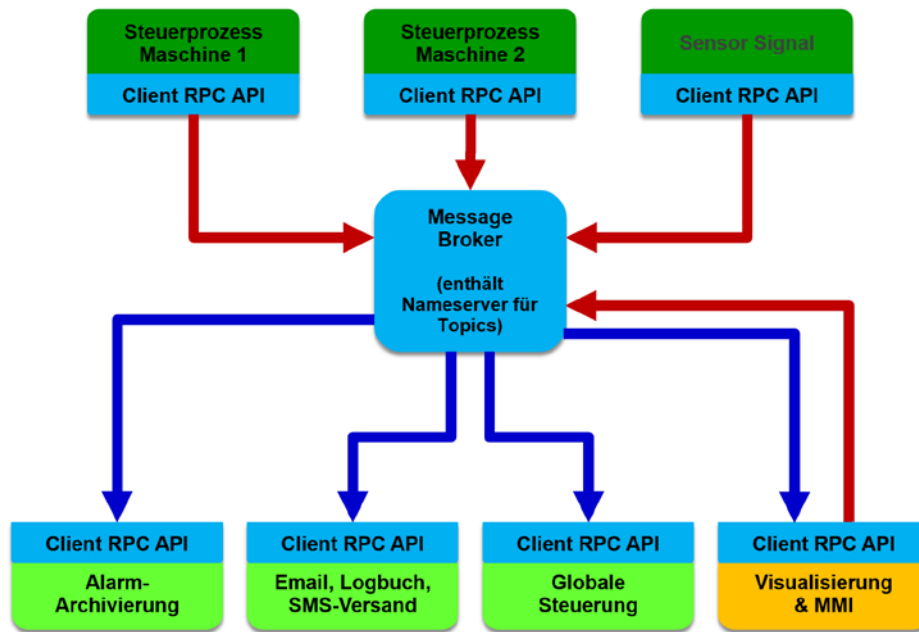 Steuerprozess
Maschine 1
Client RPC API
Steuerprozess
Maschine 2
Client RPC API
Sensor Signal
Client RPC API
Message
Broker
(enthält
Nameserver für
Topics)
Client RPC API
Alarm-
Archivierung
Client RPC API
Email, Logbuch,
SMS-Versand
Client RPC API
Globale
Steuerung
Client RPC API
Visualisierung
& MMI